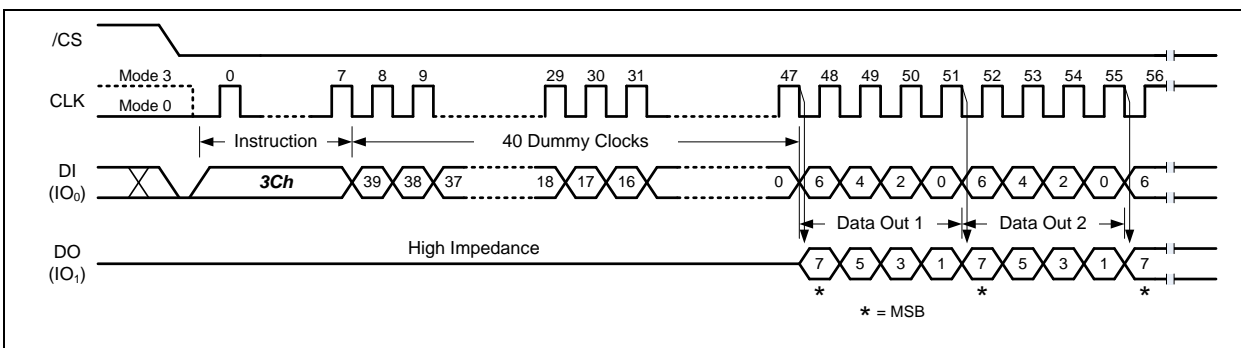 /CS
Mode 3 0 7 8 9 29 30 31 47 48 49 50 51 52 53 54 55 56
CLK
Mode 0
Instruction 40 Dummy Clocks
DI
(IO0)
3Ch 39 38 37 18 17 16 0 6 4 2 0 6 4 2 0 6
Data Out 1 Data Out 2
High Impedance
DO
(IO1)
7 5 3 1 7 5 3 1 7
* * *
* = MSB